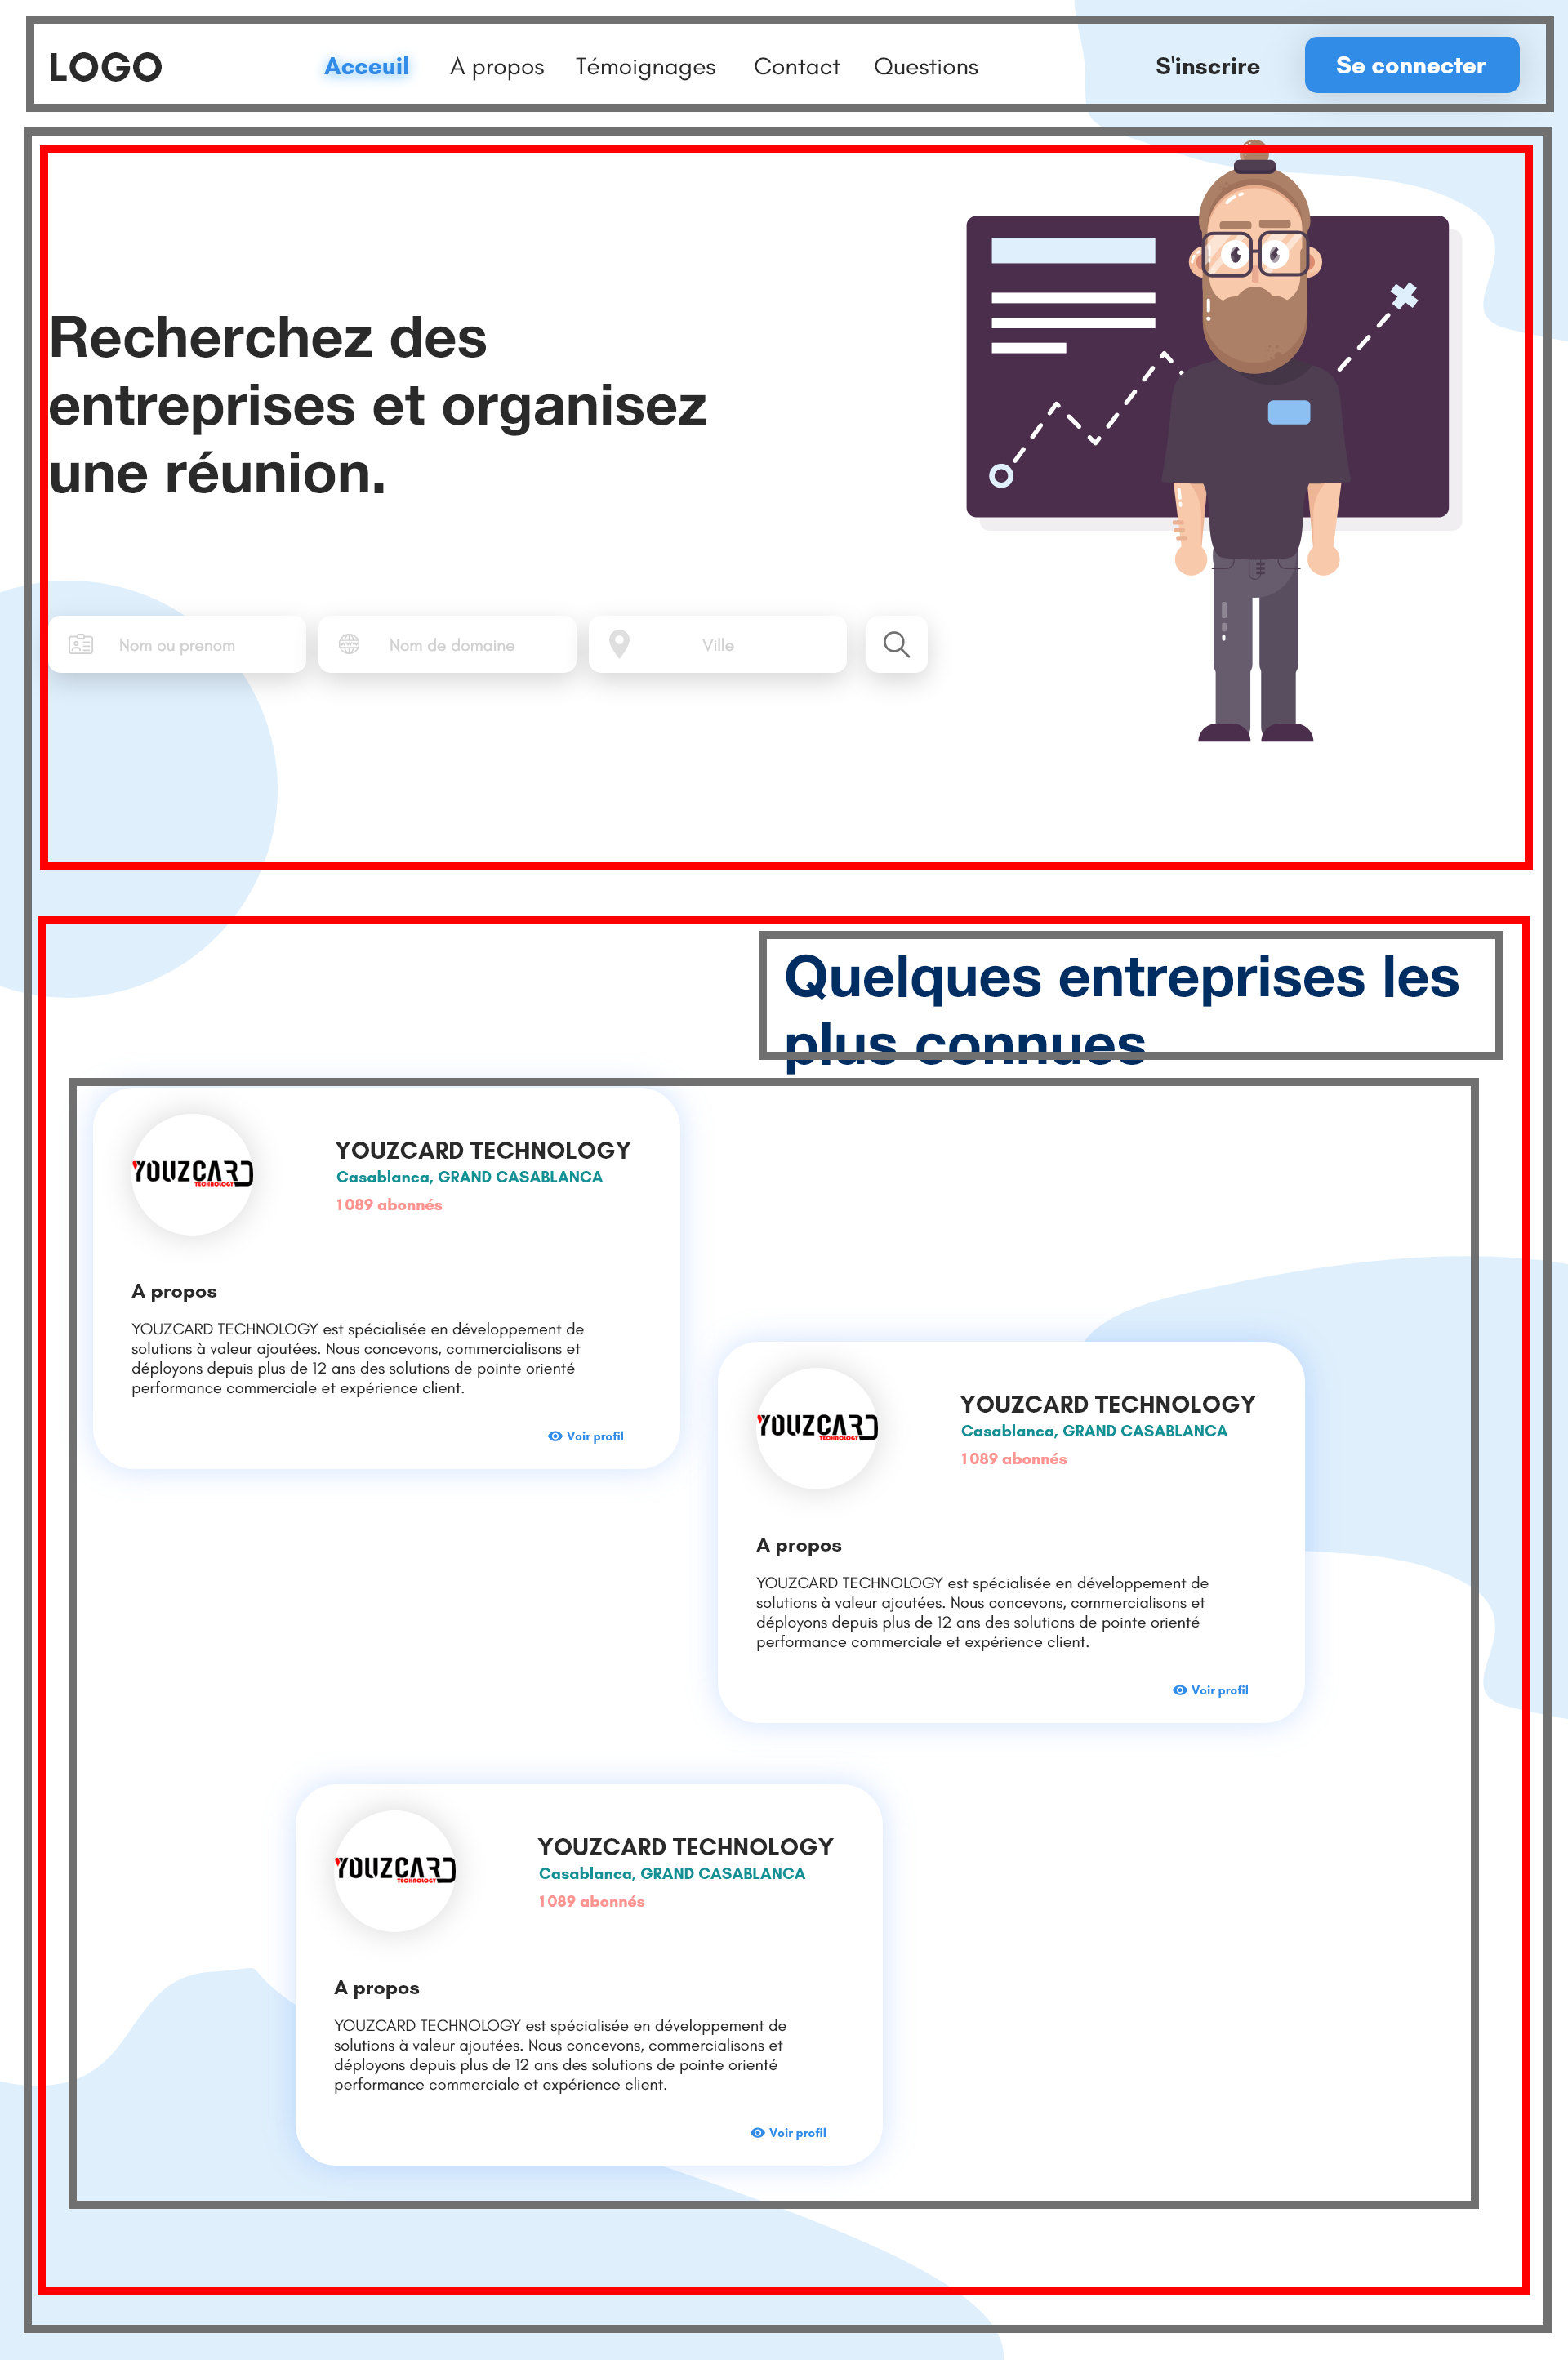 LOGO
Acceuil
A propos
Témoignages
Contact
Questions
S'inscrire
Se connecter
Recherchez des
entreprises et organisez
une réunion.
Nom ou prenom
Nom de domaine
Ville
Quelques entreprises les
plus connues
YOUZCARD
TECHNOLOGY
YOUZCARD TECHNOLOGY
Casablanca, GRAND CASABLANCA
1 089 abonnés
A propos
YOUZCARD TECHNOLOGY est spécialisée en développement de
solutions à valeur ajoutées. Nous concevons, commercialisons et
déployons depuis plus de 12 ans des solutions de pointe orienté
performance commerciale et expérience client.
Voir profil
YOUZCARD
TECHNOLOGY
YOUZCARD TECHNOLOGY
Casablanca, GRAND CASABLANCA
1 089 abonnés
A propos
YOUZCARD TECHNOLOGY est spécialisée en développement de
solutions à valeur ajoutées. Nous concevons, commercialisons et
déployons depuis plus de 12 ans des solutions de pointe orienté
performance commerciale et expérience client.
Voir profil
YOUZCARD
TECHNOLOGY
YOUZCARD TECHNOLOGY
Casablanca, GRAND CASABLANCA
1 089 abonnés
A propos
YOUZCARD TECHNOLOGY est spécialisée en développement de
solutions à valeur ajoutées. Nous concevons, commercialisons et
déployons depuis plus de 12 ans des solutions de pointe orienté
performance commerciale et expérience client.
Voir profil